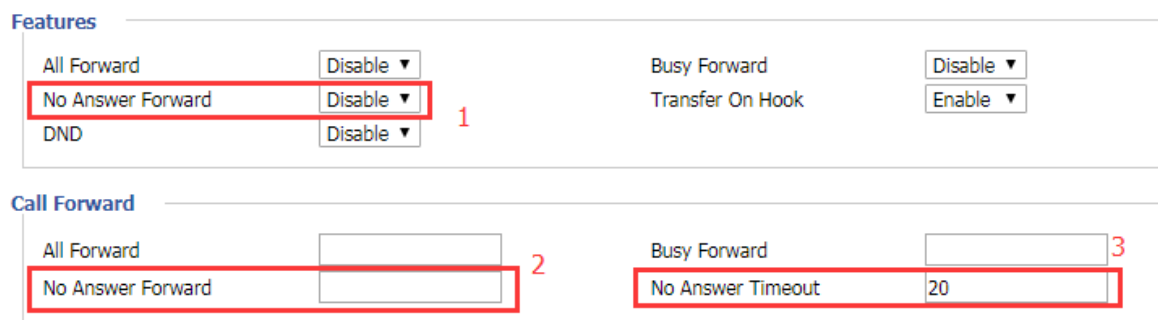 Features
All Forward Disable ▼ Busy Forward Disable ▼
No Answer Forward Disable ▼ 1 Transfer On Hook Enable ▼
DND Disable ▼
Call Forward
All Forward Busy Forward 3
2
No Answer Forward No Answer Timeout 20